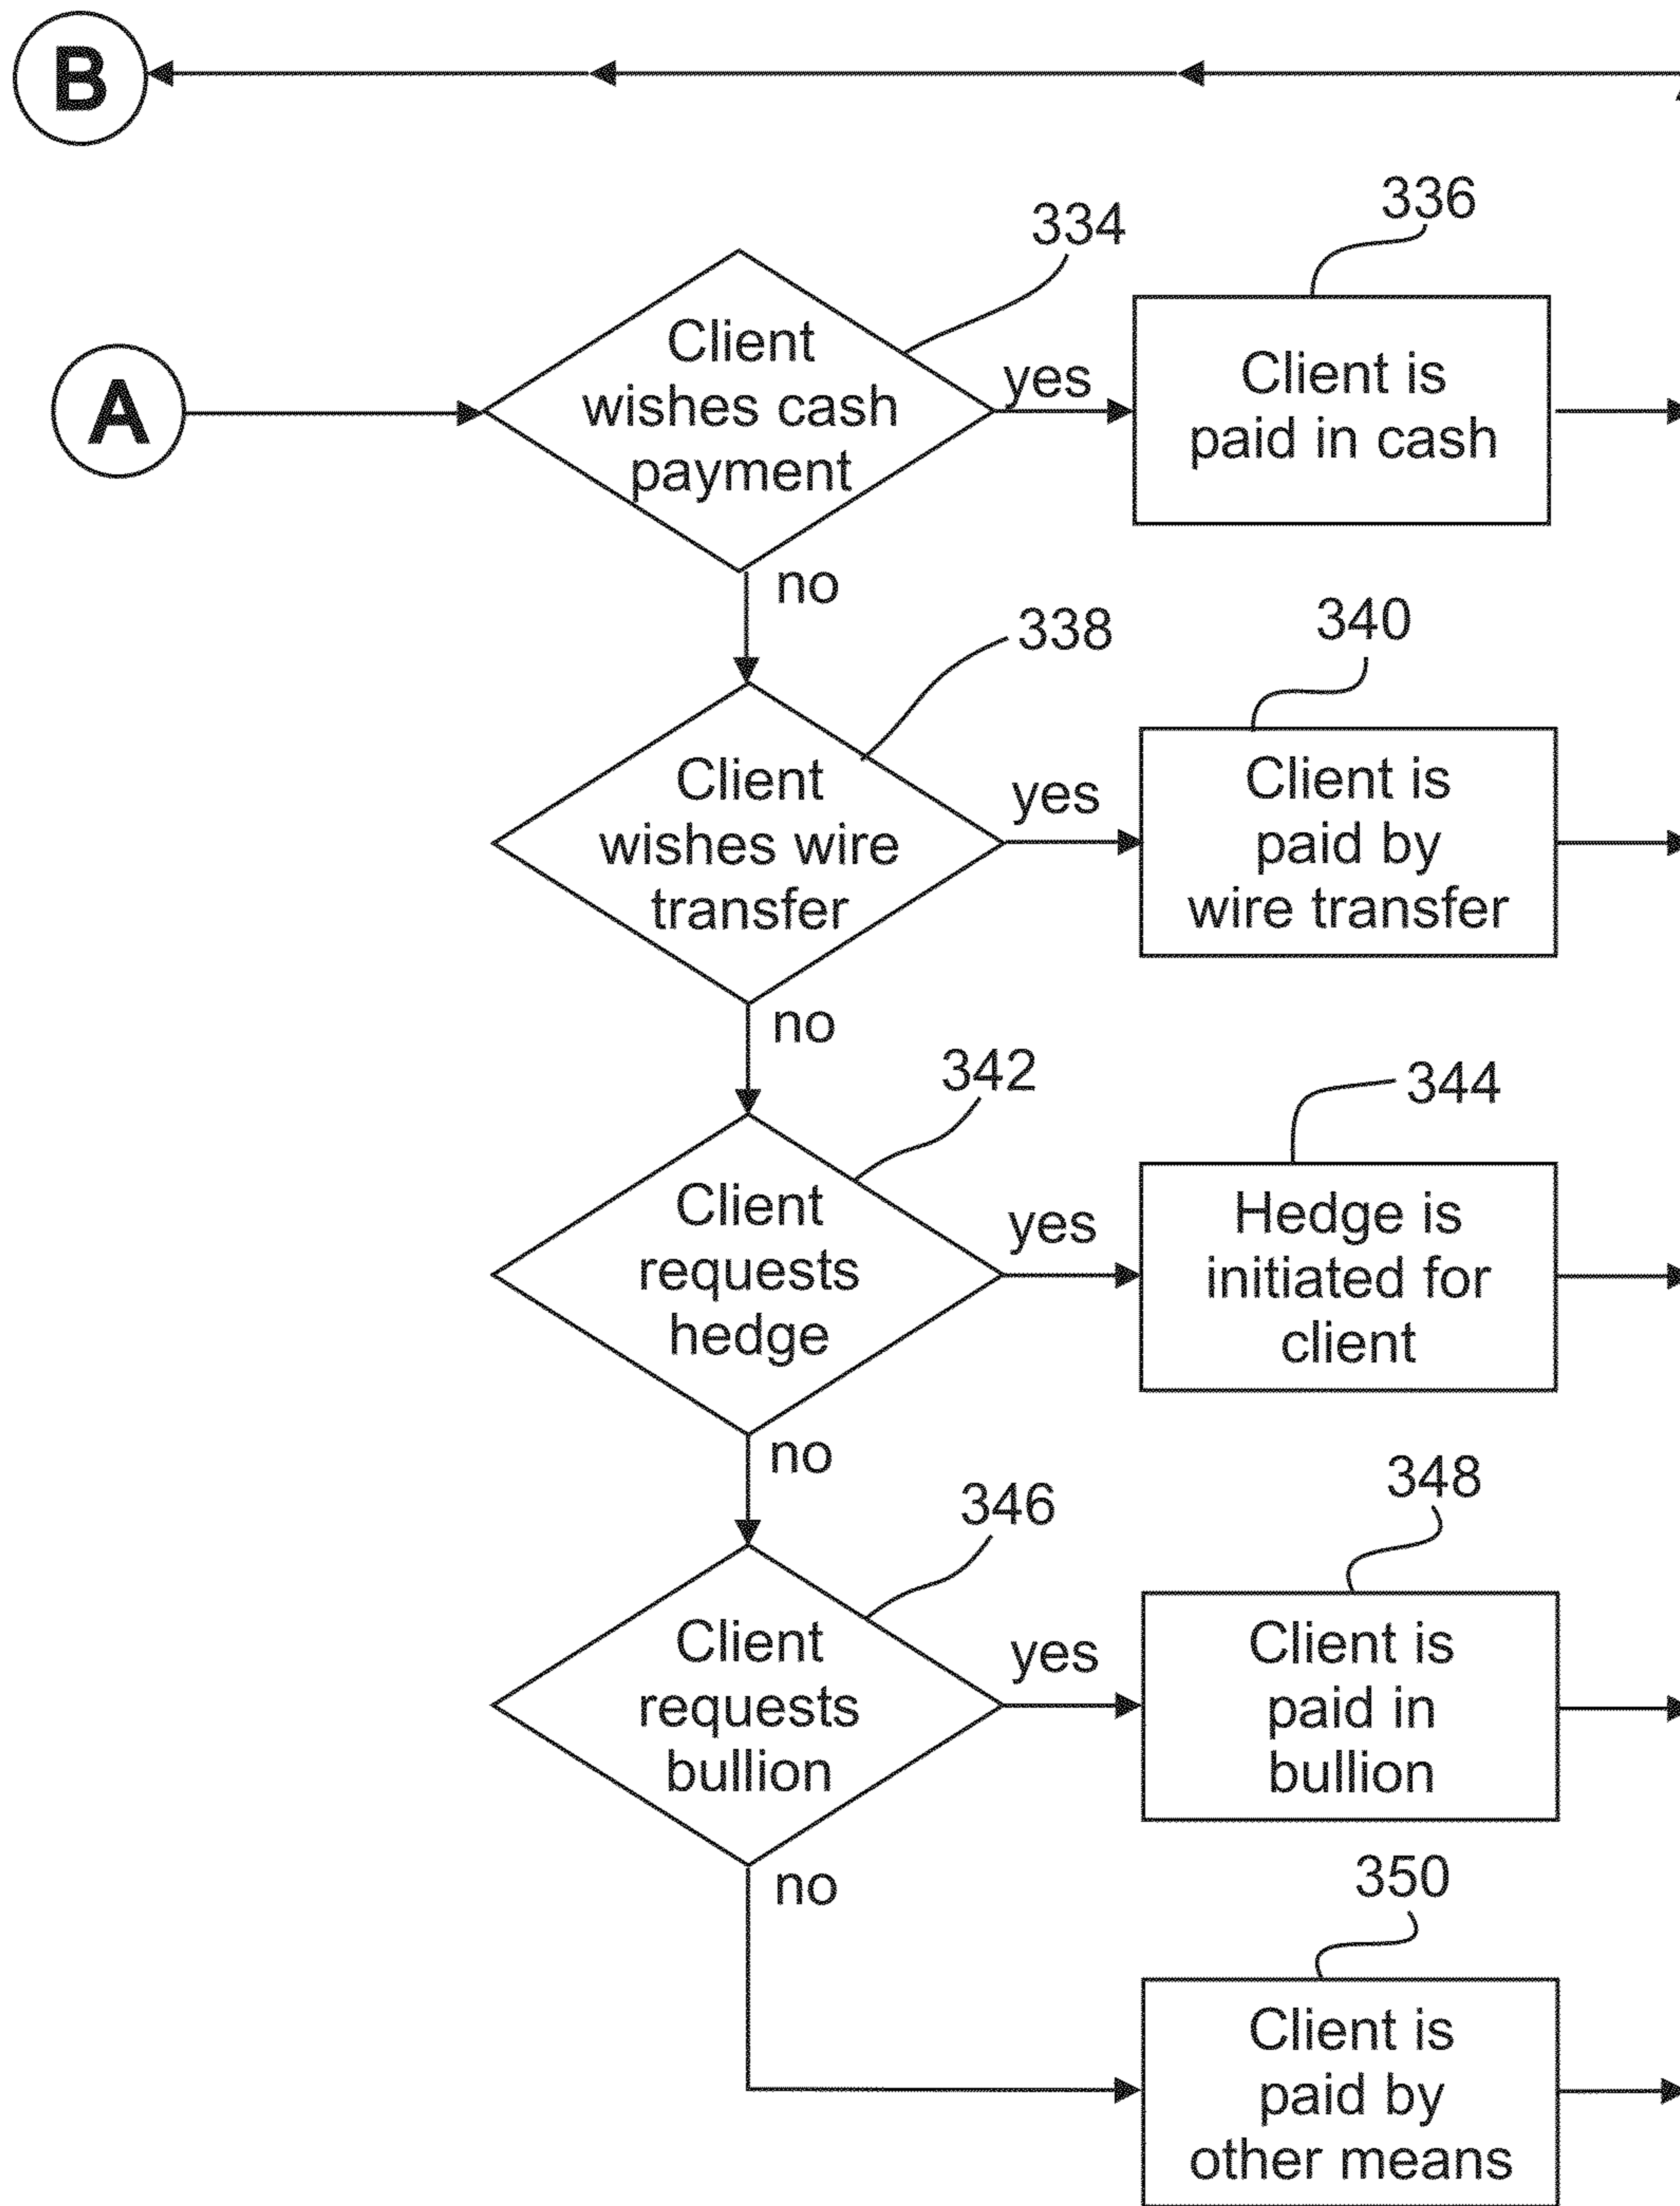 B
334
336
A
Client
wishes cash
payment
yes
Client is
paid in cash
no
338
340
Client
wishes wire
transfer
yes
Client is
paid by
wire transfer
no
342
344
Client
requests
hedge
yes
Hedge is
initiated for
client
no
346
348
Client
requests
bullion
yes
Client is
paid in
bullion
no
350
Client is
paid by
other means